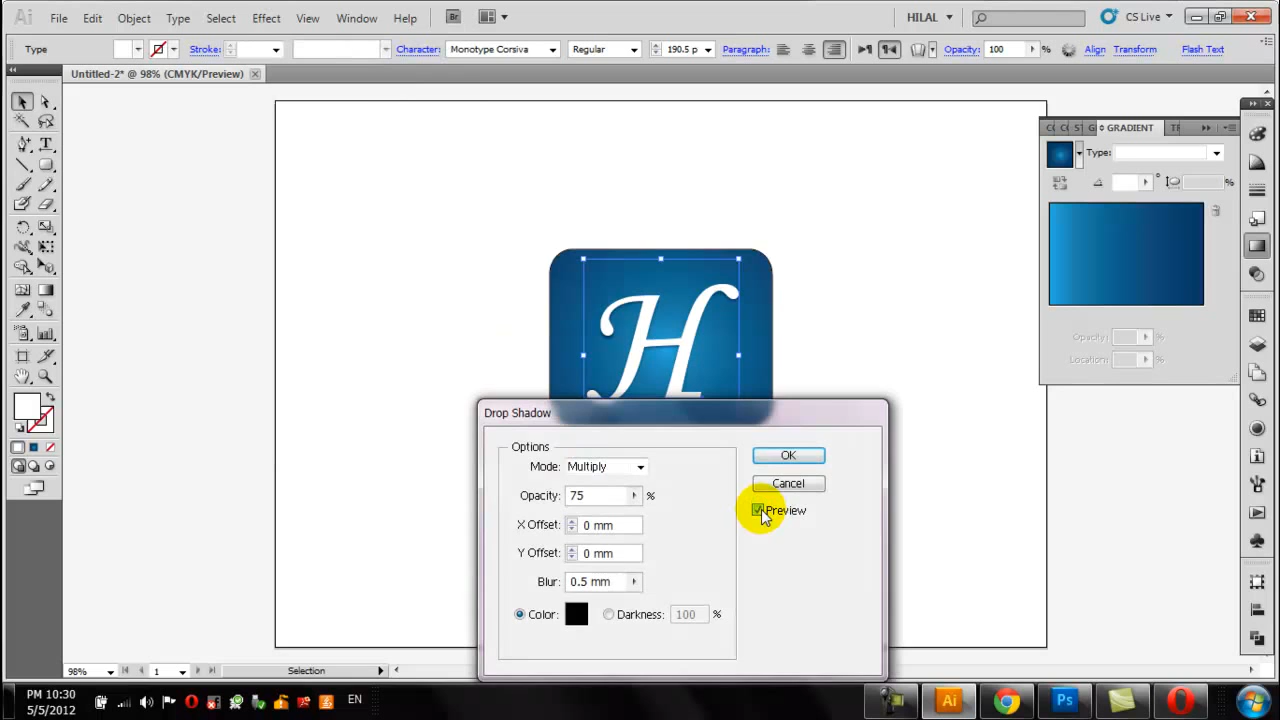 Ai File Edit Object Type Select Effect View Window Help Br HILAL CS Live
Type Stroke: Character: Monotype Corsiva Regular 190.5 p Paragraph: Opacity: 100 % Align Transform Flash Text
Untitled-2* @ 98% (CMYK/Preview)
GRADIENT
Type:
° %
H
Opacity: %
Location: %
Drop Shadow
Options
Mode: Multiply
OK
Opacity: 75 %
Cancel
Preview
X Offset: 0 mm
Y Offset: 0 mm
Blur: 0.5 mm
Color: Darkness: 100 %
98% 1 Selection
PM 10:30
5/5/2012
EN
Ai Ps